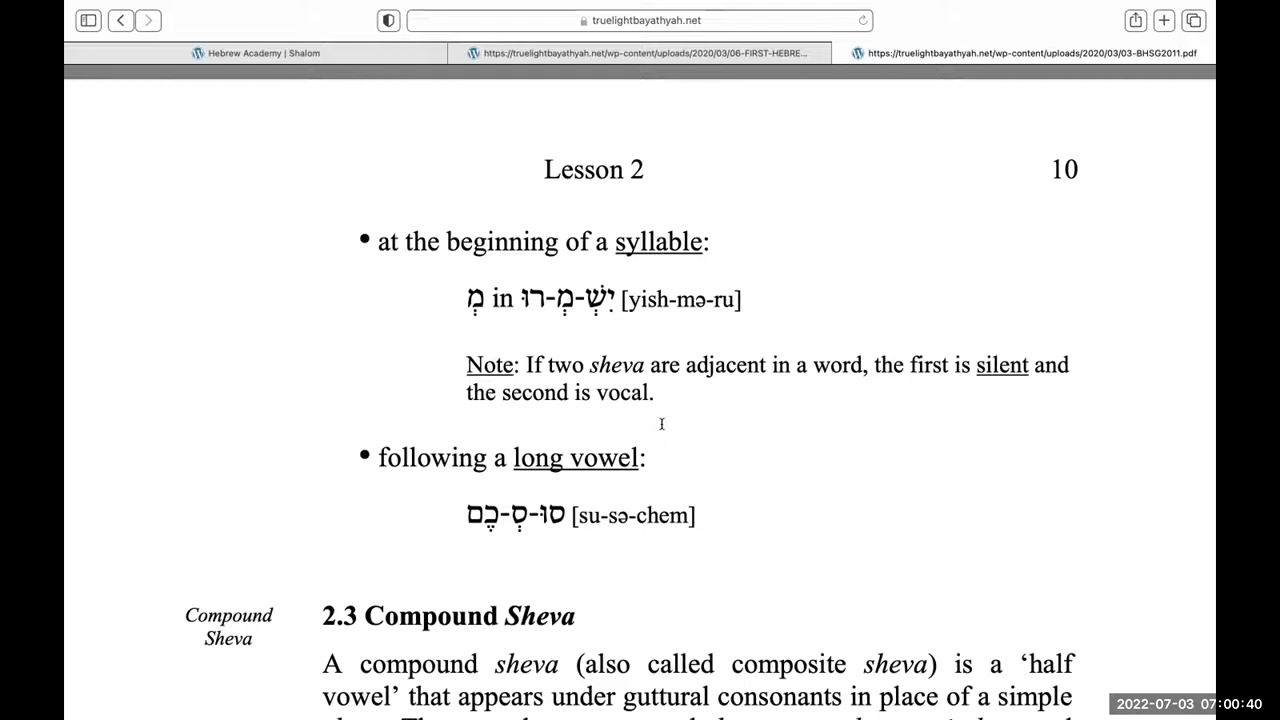 truelightbayathyah.net
Hebrew Academy | Shalom
https://truelightbayathyah.net/wp-content/uploads/2020/03/06-FIRST-HEBRE...
https://truelightbayathyah.net/wp-content/uploads/2020/03/03-BHSG2011.pdf
Lesson 2 10
• at the beginning of a syllable:
מְ in יִשְׁ-מְ-רוּ [yish-mə-ru]
Note: If two sheva are adjacent in a word, the first is silent and
the second is vocal.
• following a long vowel:
סוּ-סְ-כֶם [su-sə-chem]
Compound
Sheva
2.3 Compound Sheva
A compound sheva (also called composite sheva) is a ‘half
vowel’ that appears under guttural consonants in place of a simple
2022-07-03 07:00:40